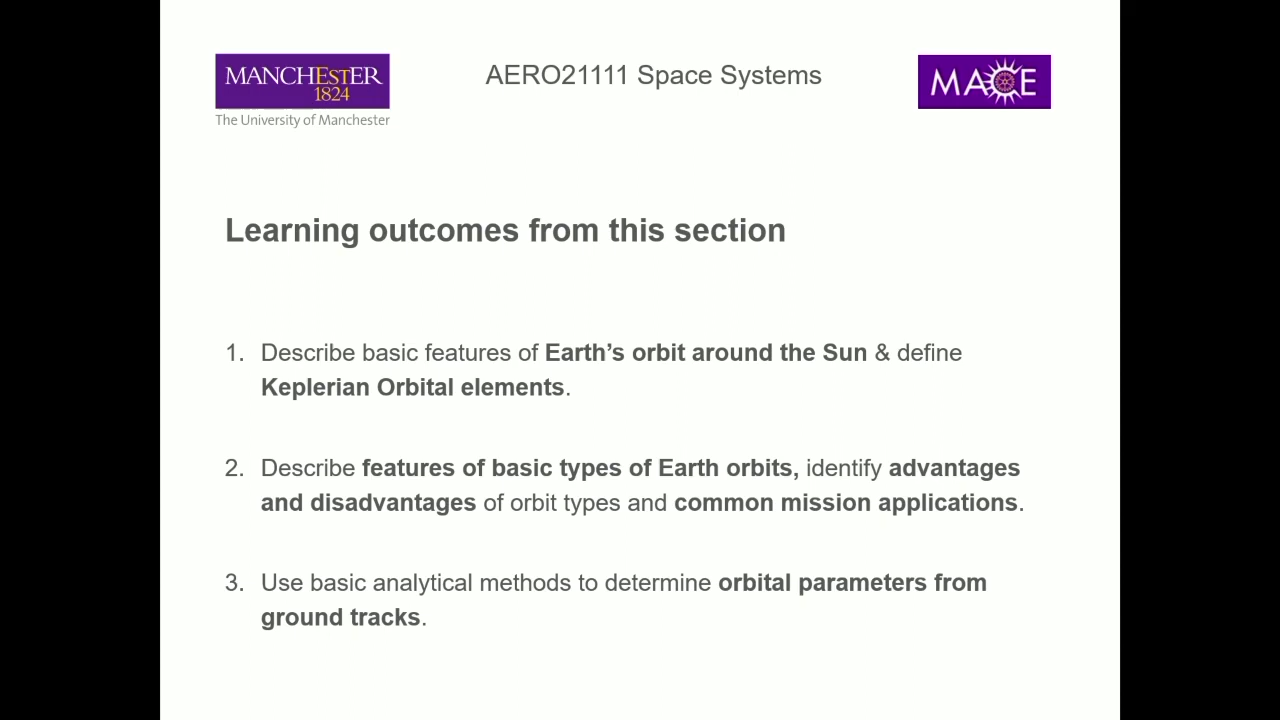 MANCHESTER
1824
The University of Manchester
AERO21111 Space Systems
MACE
Learning outcomes from this section
1. Describe basic features of Earth’s orbit around the Sun & define
Keplerian Orbital elements.
2. Describe features of basic types of Earth orbits, identify advantages
and disadvantages of orbit types and common mission applications.
3. Use basic analytical methods to determine orbital parameters from
ground tracks.